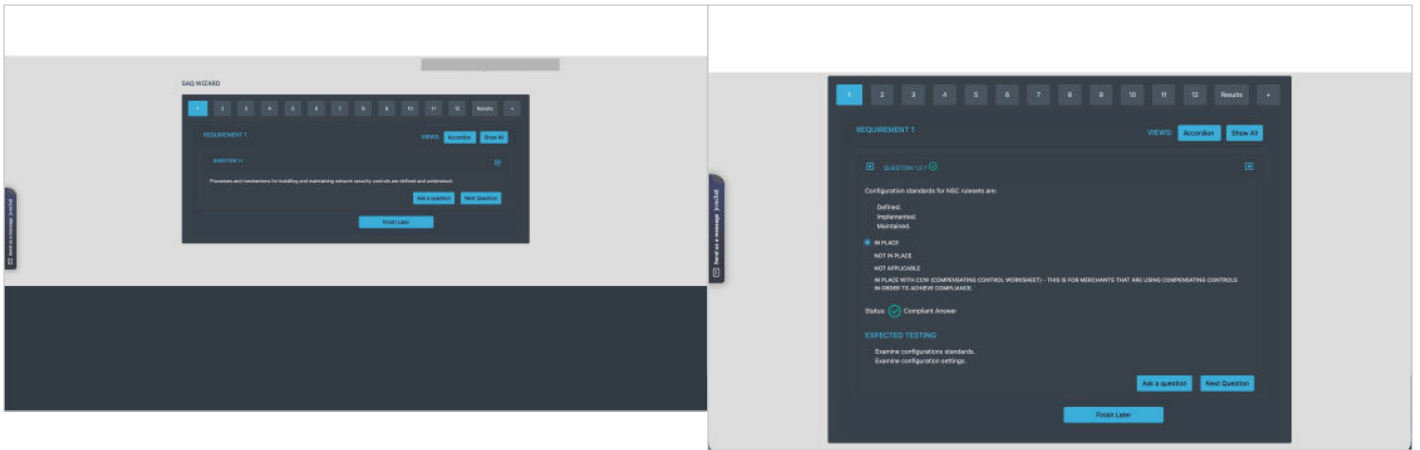 SAQ WIZARD
1 2 3 4 5 6 7 8 9 10 11 12 Results +
REQUIREMENT 1
VIEWS: Accordion Show All
QUESTION 1.1
Processes and mechanisms for installing and maintaining network security controls are defined and understood.
Ask a question Next Question
Finish Later
Send us a message jivochat
1 2 3 4 5 6 7 8 9 10 11 12 Results +
REQUIREMENT 1
VIEWS: Accordion Show All
QUESTION 1.2.1
Configuration standards for NSC rulesets are:
Defined.
Implemented.
Maintained.
IN PLACE
NOT IN PLACE
NOT APPLICABLE
IN PLACE WITH CCW (COMPENSATING CONTROL WORKSHEET) - THIS IS FOR MERCHANTS THAT ARE USING COMPENSATING CONTROLS
IN ORDER TO ACHIEVE COMPLIANCE.
Status: Compliant Answer
EXPECTED TESTING
Examine configurations standards.
Examine configuration settings.
Ask a question Next Question
Finish Later
Send us a message jivochat